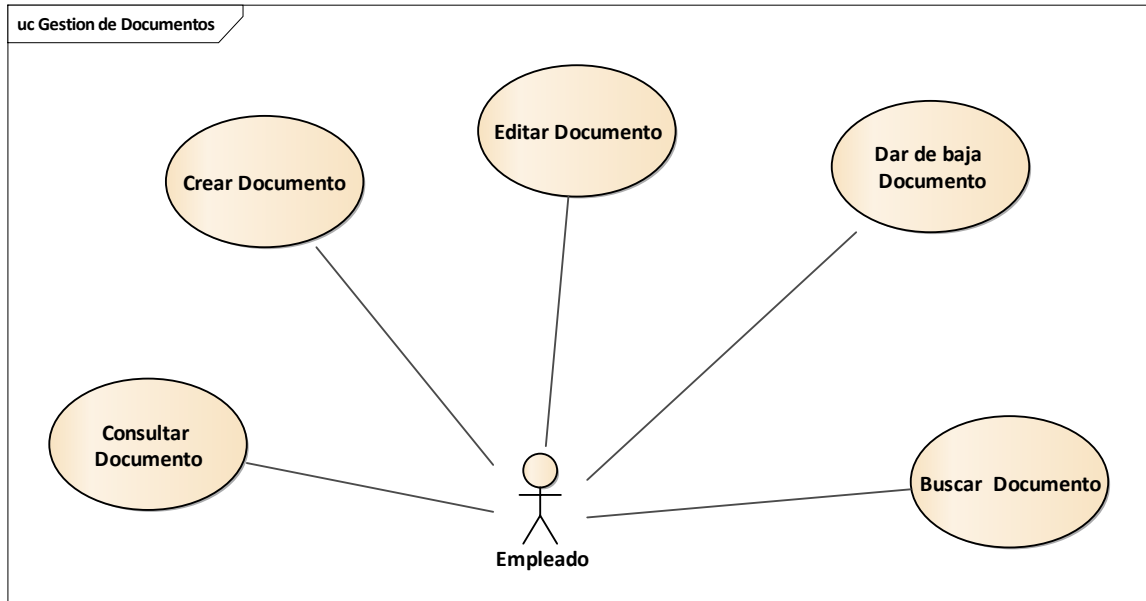 uc Gestion de Documentos
Editar Documento
Crear Documento
Dar de baja
Documento
Consultar
Documento
Buscar Documento
Empleado